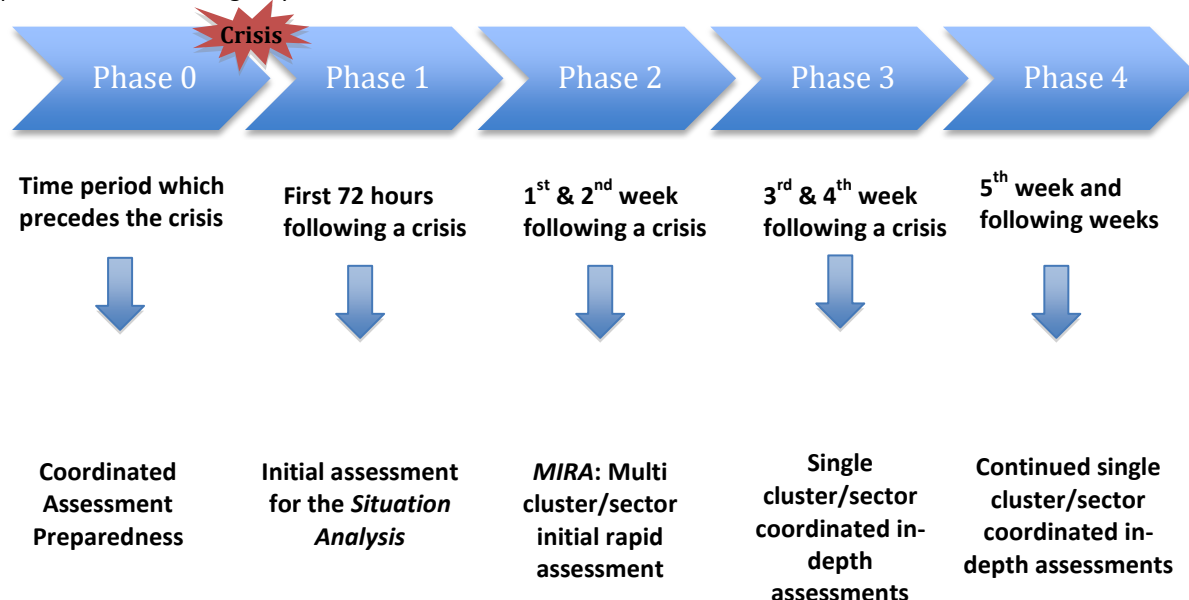 Crisis
Phase 0
Phase 1
Phase 2
Phase 3
Phase 4
Time period which
precedes the crisis
First 72 hours
following a crisis
1st & 2nd week
following a crisis
3rd & 4th week
following a crisis
5th week and
following weeks
Coordinated
Assessment
Preparedness
Initial assessment
for the Situation
Analysis
MIRA: Multi
cluster/sector
initial rapid
assessment
Single
cluster/sector
coordinated in-
depth
assessments
Continued single
cluster/sector
coordinated in-
depth assessments